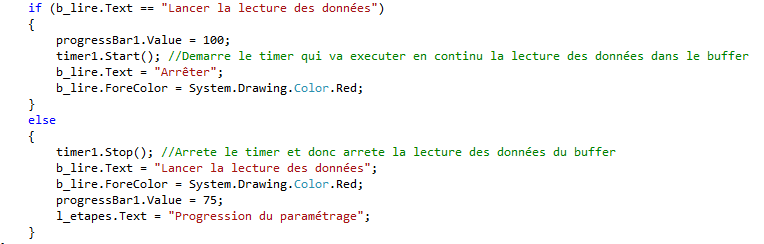 if (b_lire.Text == "Lancer la lecture des données")
{
progressBar1.Value = 100;
timer1.Start(); //Demarre le timer qui va executer en continu la lecture des données dans le buffer
b_lire.Text = "Arrêter";
b_lire.ForeColor = System.Drawing.Color.Red;
}
else
{
timer1.Stop(); //Arrete le timer et donc arrete la lecture des données du buffer
b_lire.Text = "Lancer la lecture des données";
b_lire.ForeColor = System.Drawing.Color.Red;
progressBar1.Value = 75;
l_etapes.Text = "Progression du paramétrage";
}